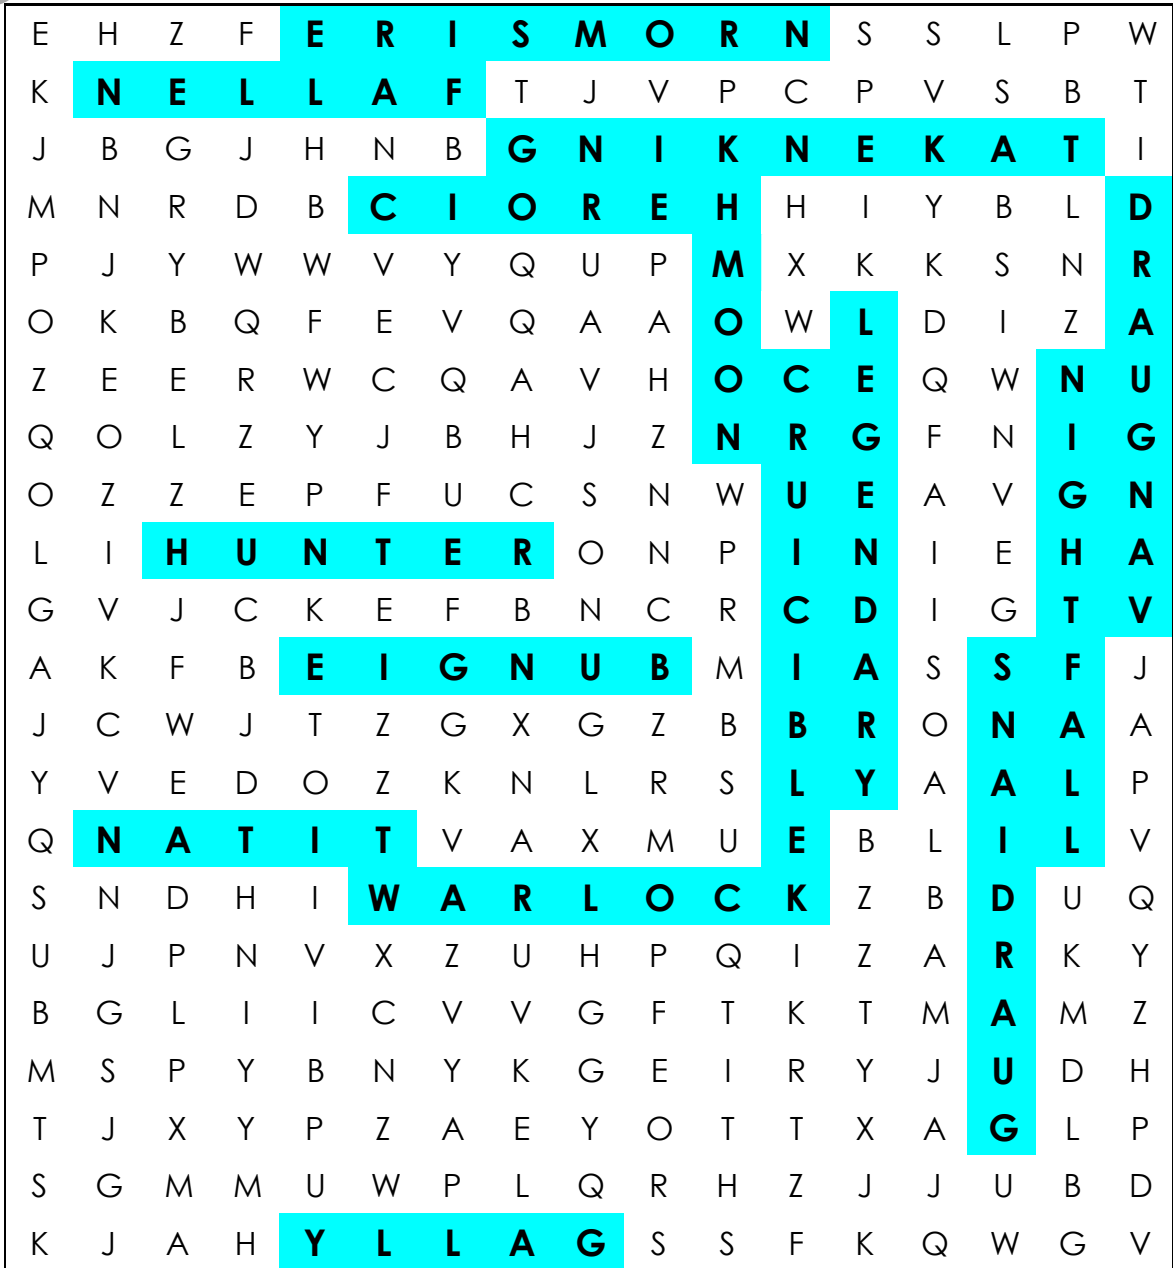 E H Z F E R I S M O R N S S L P W
K N E L L A F T J V P C P V S B T
J B G J H N B G N I K N E K A T I
M N R D B C I O R E H H I Y B L D
P J Y W W V Y Q U P M X K K S N R
O K B Q F E V Q A A O W L D I Z A
Z E E R W C Q A V H O C E Q W N U
Q O L Z Y J B H J Z N R G F N I G
O Z Z E P F U C S N W U E A V G N
L I H U N T E R O N P I N I E H A
G V J C K E F B N C R C D I G T V
A K F B E I G N U B M I A S S F J
J C W J T Z G X G Z B B R O N A A
Y V E D O Z K N L R S L Y A A L P
Q N A T I T V A X M U E B L I L V
S N D H I W A R L O C K Z B D U Q
U J P N V X Z U H P Q I Z A R K Y
B G L I I C V V G F T K T M A M Z
M S P Y B N Y K G E I R Y J U D H
T J X Y P Z A E Y O T T X A G L P
S G M M U W P L Q R H Z J J U B D
K J A H Y L L A G S S F K Q W G V